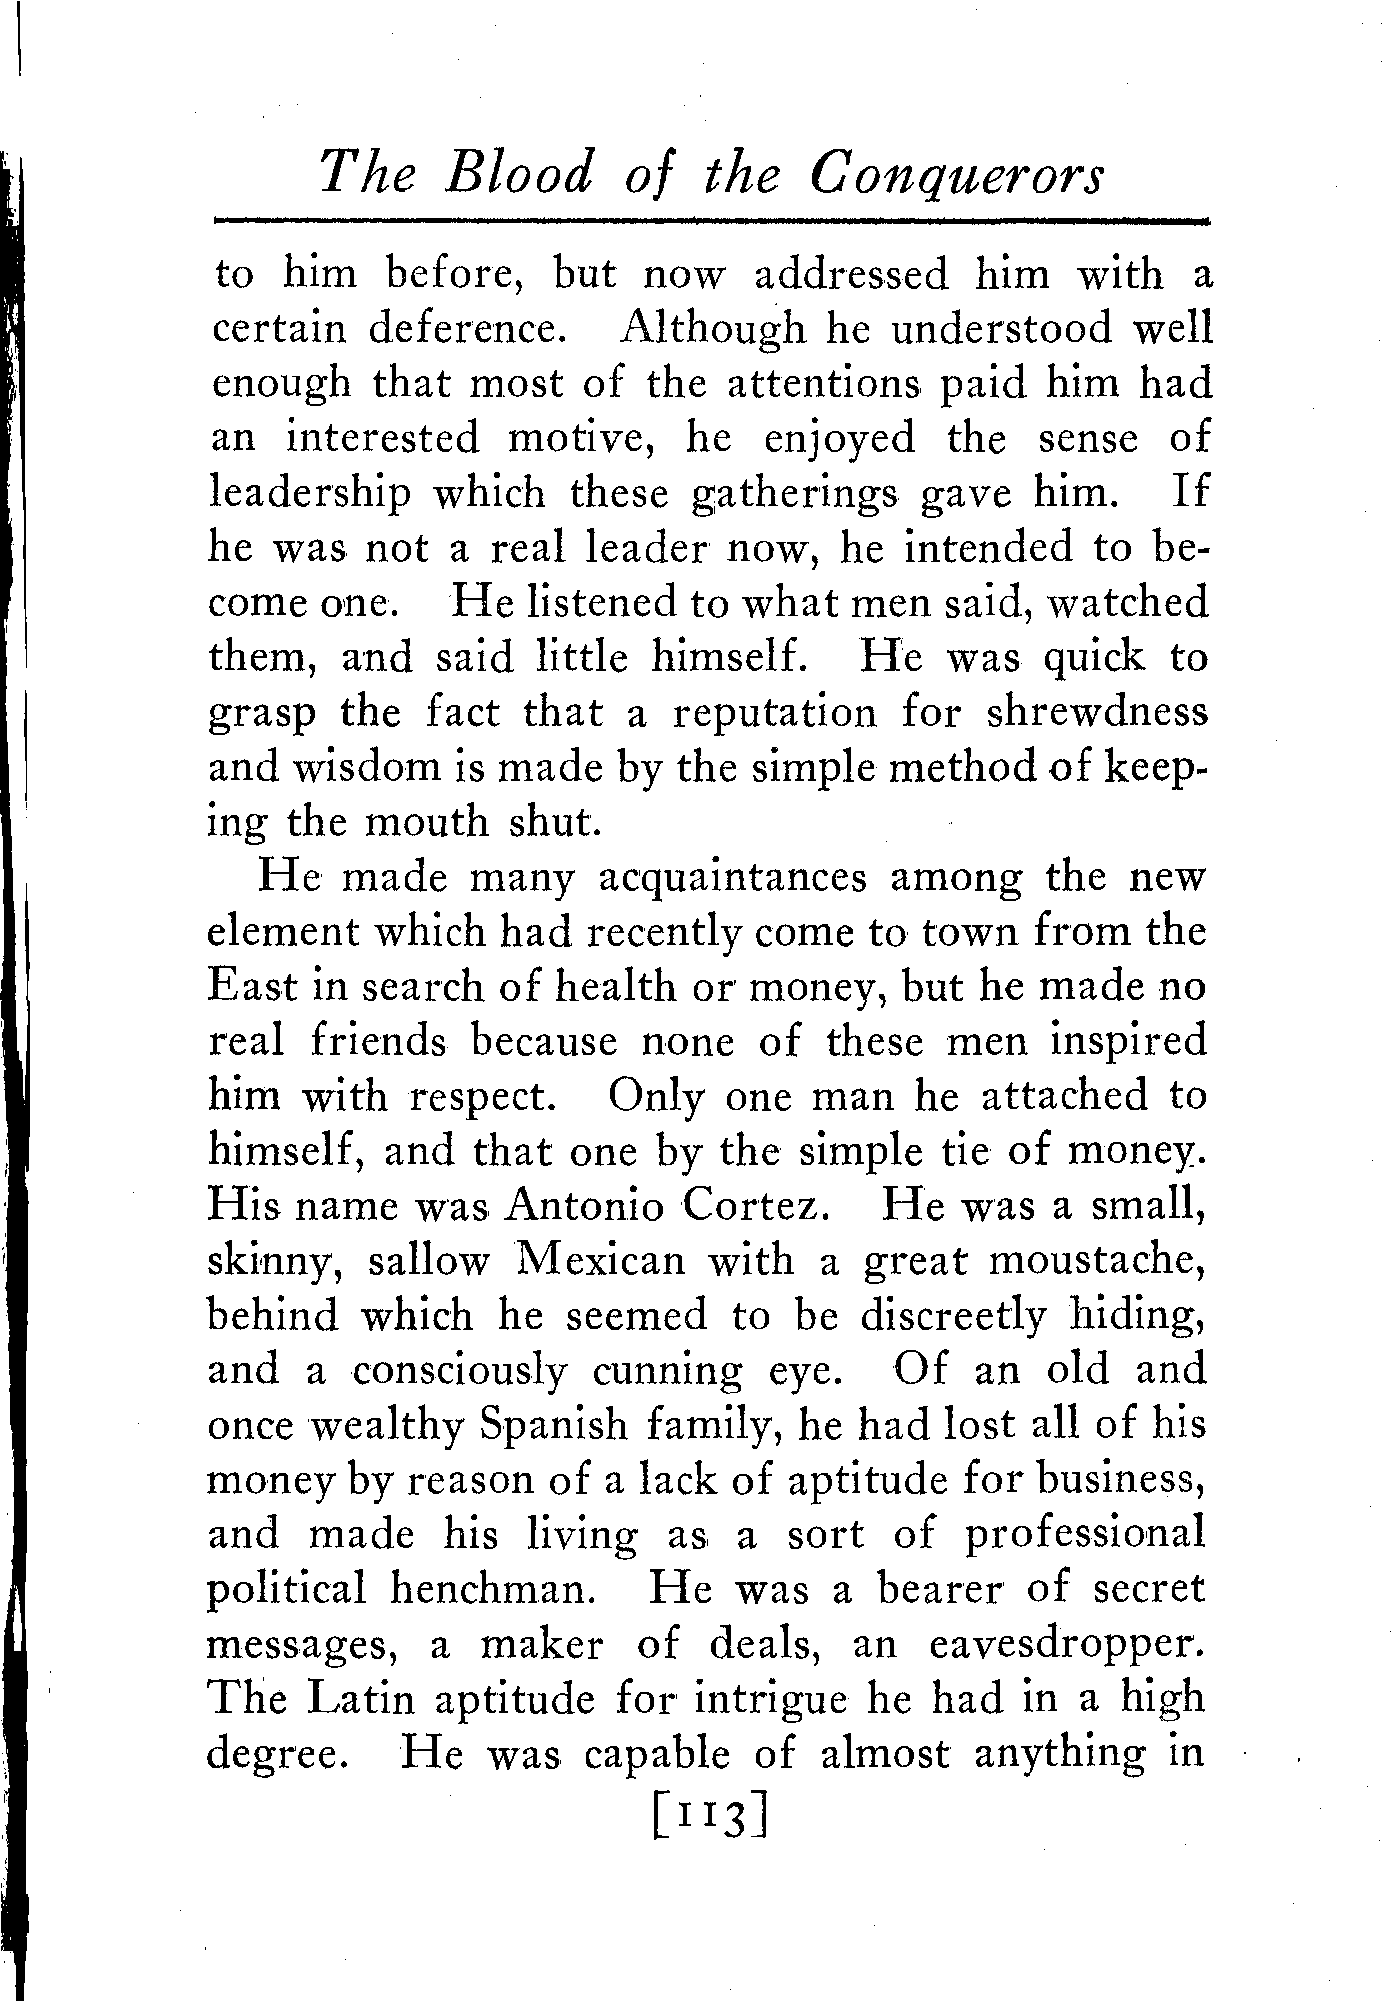 The Blood of the Conquerors
to him before, but now addressed him with a
certain deference. Although he understood well
enough that most of the attentions paid him had
an interested motive, he enjoyed the sense of
leadership which these gatherings gave him. If
he was not a real leader now, he intended to be-
come one. He listened to what men said, watched
them, and said little himself. He was quick to
grasp the fact that a reputation for shrewdness
and wisdom is made by the simple method of keep-
ing the mouth shut.
He made many acquaintances among the new
element which had recently come to town from the
East in search of health or money, but he made no
real friends because none of these men inspired
him with respect. Only one man he attached to
himself, and that one by the simple tie of money.
His name was Antonio Cortez. He was a small,
skinny, sallow Mexican with a great moustache,
behind which he seemed to be discreetly hiding,
and a consciously cunning eye. Of an old and
once wealthy Spanish family, he had lost all of his
money by reason of a lack of aptitude for business,
and made his living as a sort of professional
political henchman. He was a bearer of secret
messages, a maker of deals, an eavesdropper.
The Latin aptitude for intrigue he had in a high
degree. He was capable of almost anything in
[113]